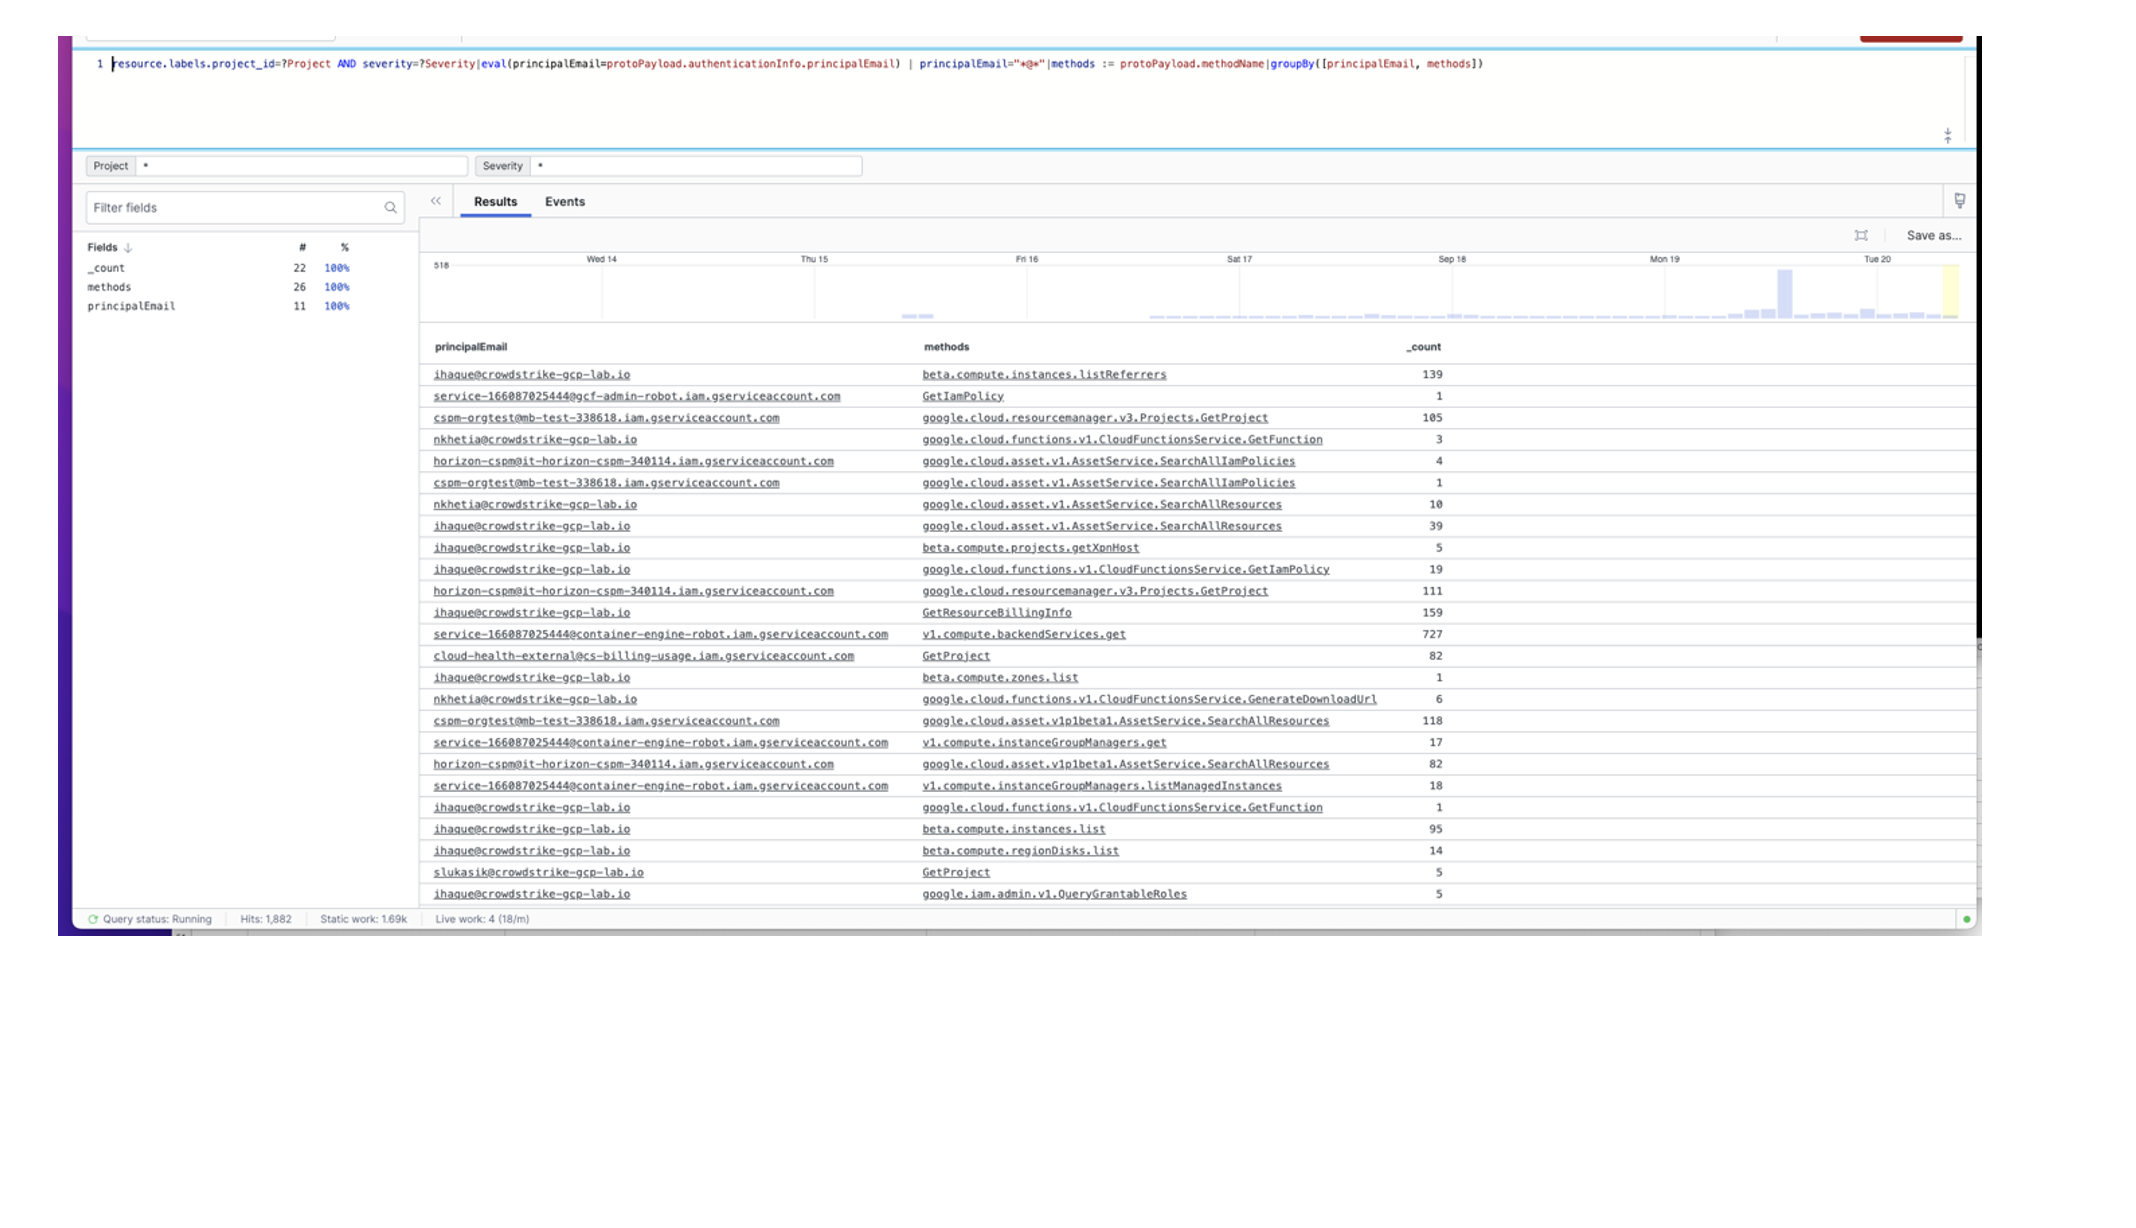 1 resource.labels.project_id=?Project AND severity=?Severity|eval(principalEmail=protoPayload.authenticationInfo.principalEmail) | principalEmail="*@*"|methods := protoPayload.methodName|groupBy([principalEmail, methods])
Project * Severity *
Filter fields Results Events
Save as...
Fields # %
_count 22 100%
methods 26 100%
principalEmail 11 100%
518 Wed 14 Thu 15 Fri 16 Sat 17 Sep 18 Mon 19 Tue 20
principalEmail methods _count
ihaque@crowdstrike-gcp-lab.io beta.compute.instances.listReferrers 139
service-166087025444@gcf-admin-robot.iam.gserviceaccount.com GetIamPolicy 1
cspm-orgtest@mb-test-338618.iam.gserviceaccount.com google.cloud.resourcemanager.v3.Projects.GetProject 105
nkhetia@crowdstrike-gcp-lab.io google.cloud.functions.v1.CloudFunctionsService.GetFunction 3
horizon-cspm@it-horizon-cspm-340114.iam.gserviceaccount.com google.cloud.asset.v1.AssetService.SearchAllIamPolicies 4
cspm-orgtest@mb-test-338618.iam.gserviceaccount.com google.cloud.asset.v1.AssetService.SearchAllIamPolicies 1
nkhetia@crowdstrike-gcp-lab.io google.cloud.asset.v1.AssetService.SearchAllResources 10
ihaque@crowdstrike-gcp-lab.io google.cloud.asset.v1.AssetService.SearchAllResources 39
ihaque@crowdstrike-gcp-lab.io beta.compute.projects.getXpnHost 5
ihaque@crowdstrike-gcp-lab.io google.cloud.functions.v1.CloudFunctionsService.GetIamPolicy 19
horizon-cspm@it-horizon-cspm-340114.iam.gserviceaccount.com google.cloud.resourcemanager.v3.Projects.GetProject 111
ihaque@crowdstrike-gcp-lab.io GetResourceBillingInfo 159
service-166087025444@container-engine-robot.iam.gserviceaccount.com v1.compute.backendServices.get 727
cloud-health-external@cs-billing-usage.iam.gserviceaccount.com GetProject 82
ihaque@crowdstrike-gcp-lab.io beta.compute.zones.list 1
nkhetia@crowdstrike-gcp-lab.io google.cloud.functions.v1.CloudFunctionsService.GenerateDownloadUrl 6
cspm-orgtest@mb-test-338618.iam.gserviceaccount.com google.cloud.asset.v1p1beta1.AssetService.SearchAllResources 118
service-166087025444@container-engine-robot.iam.gserviceaccount.com v1.compute.instanceGroupManagers.get 17
horizon-cspm@it-horizon-cspm-340114.iam.gserviceaccount.com google.cloud.asset.v1p1beta1.AssetService.SearchAllResources 82
service-166087025444@container-engine-robot.iam.gserviceaccount.com v1.compute.instanceGroupManagers.listManagedInstances 18
ihaque@crowdstrike-gcp-lab.io google.cloud.functions.v1.CloudFunctionsService.GetFunction 1
ihaque@crowdstrike-gcp-lab.io beta.compute.instances.list 95
ihaque@crowdstrike-gcp-lab.io beta.compute.regionDisks.list 14
slukasik@crowdstrike-gcp-lab.io GetProject 5
ihaque@crowdstrike-gcp-lab.io google.iam.admin.v1.QueryGrantableRoles 5
Query status: Running Hits: 1,882 Static work: 1.69k Live work: 4 (18/m)